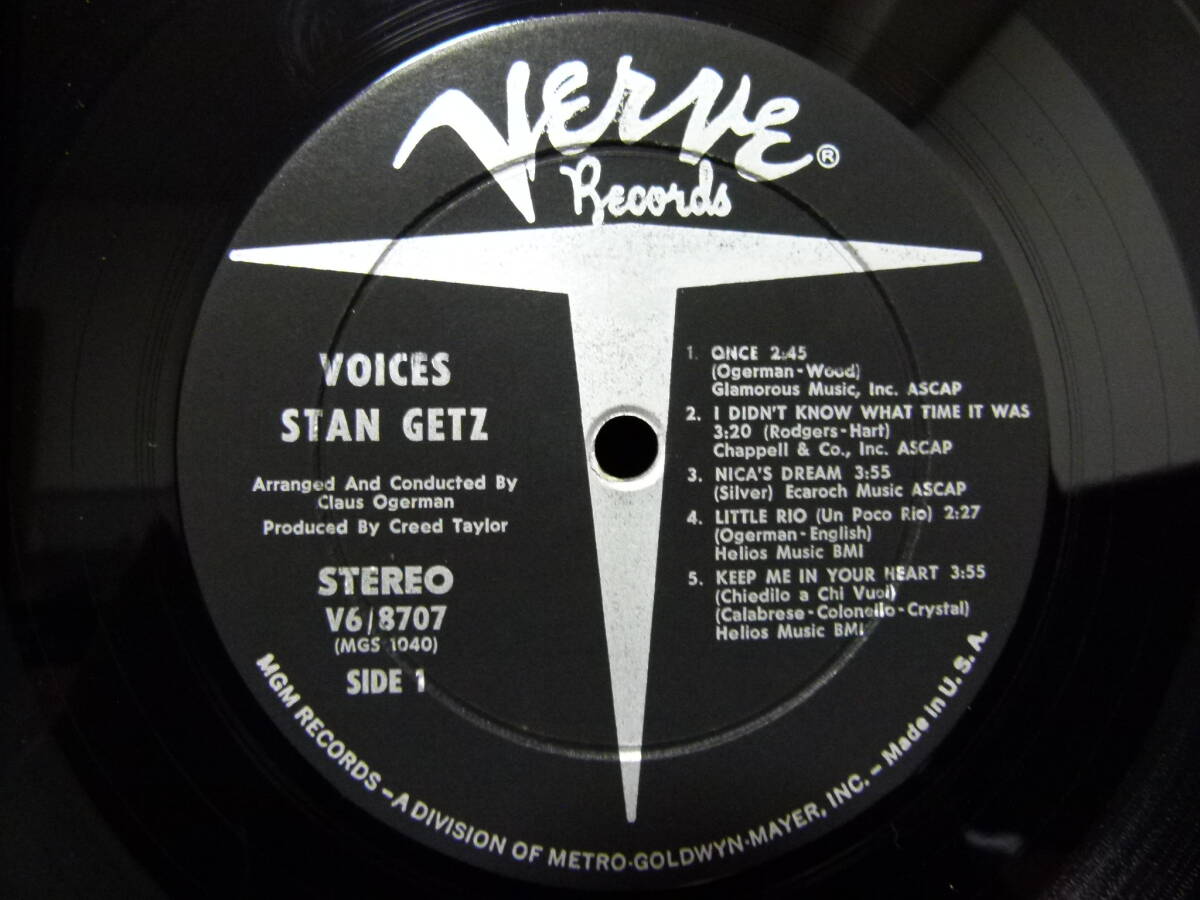 VERVE®
Records
VOICES
STAN GETZ
Arranged And Conducted By
Claus Ogerman
Produced By Creed Taylor
STEREO
V6/8707
(MGS 1040)
SIDE 1
1. ONCE 2:45
(Ogerman-Wood)
Glamorous Music, Inc. ASCAP
2. I DIDN'T KNOW WHAT TIME IT WAS
3:20 (Rodgers-Hart)
Chappell & Co., Inc. ASCAP
3. NICA'S DREAM 3:55
(Silver) Ecaroch Music ASCAP
4. LITTLE RIO (Un Poco Rio) 2:27
(Ogerman-English)
Helios Music BMI
5. KEEP ME IN YOUR HEART 3:55
(Chiedilo a Chi Vuoi)
(Calabrese-Colonello-Crystal)
Helios Music BMI
MGM RECORDS – A DIVISION OF METRO-GOLDWYN-MAYER, INC. – Made in U. S. A.